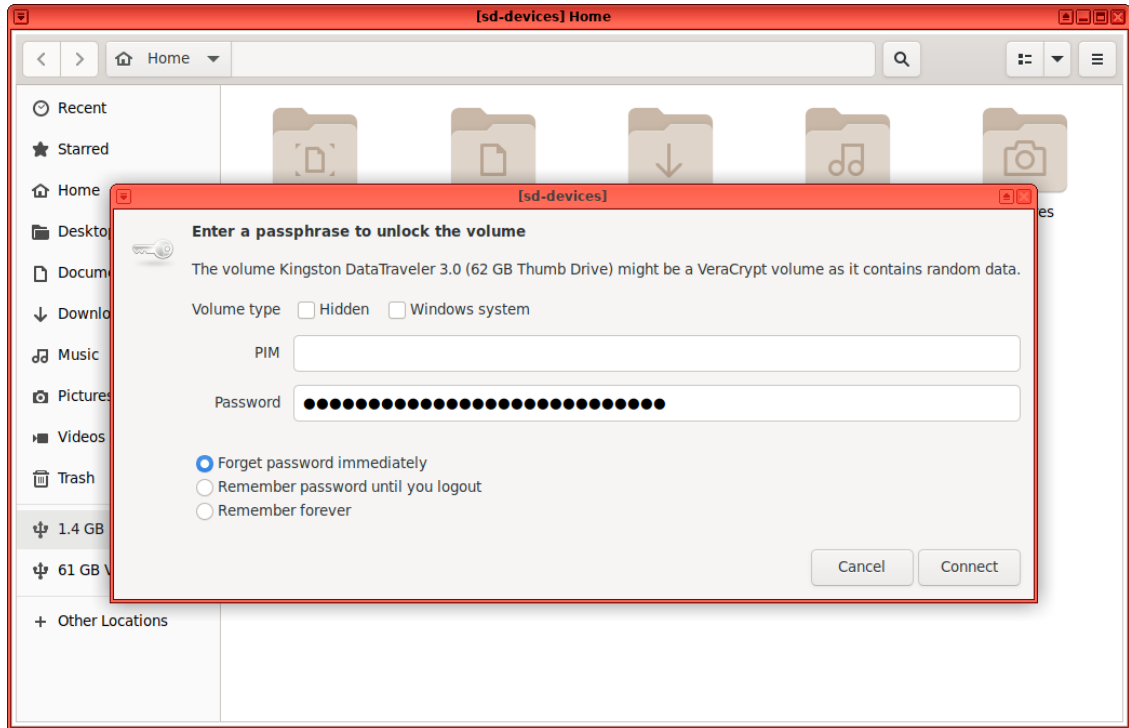 [sd-devices] Home
Home
Recent
Starred
Home
Desktop
Docume
Downlo
Music
Pictures
Videos
Trash
1.4 GB
61 GB V
Other Locations
es
[sd-devices]
Enter a passphrase to unlock the volume
The volume Kingston DataTraveler 3.0 (62 GB Thumb Drive) might be a VeraCrypt volume as it contains random data.
Volume type Hidden Windows system
PIM
Password
Forget password immediately
Remember password until you logout
Remember forever
Cancel Connect